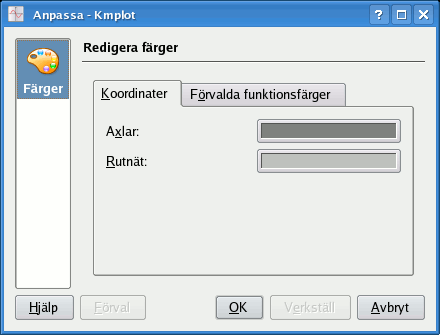 Anpassa - Kmplot
Färger
Redigera färger
Koordinater
Förvalda funktionsfärger
Axlar:
Rutnät:
Hjälp
Förval
OK
Verkställ
Avbryt